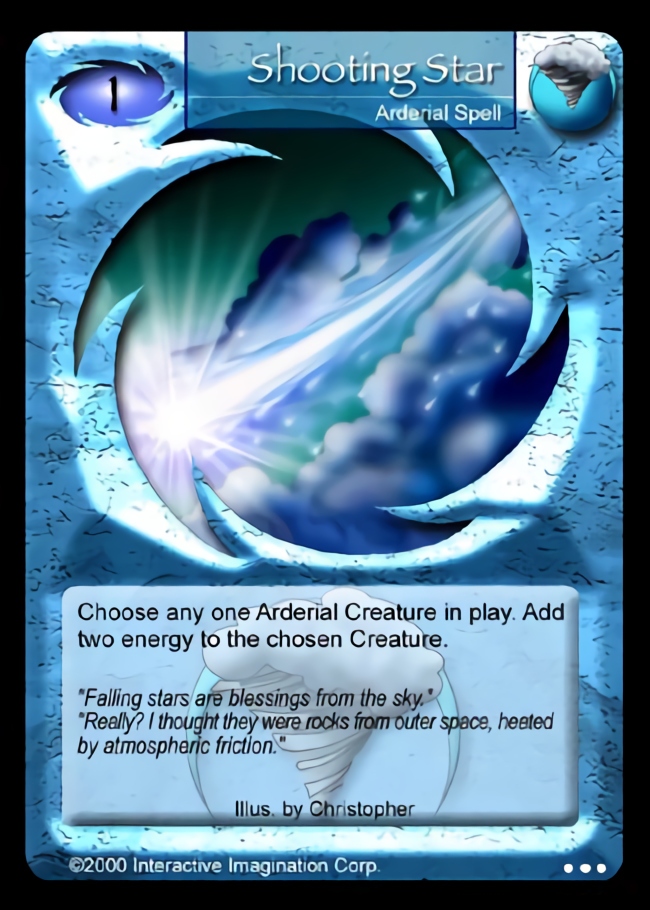 1
Shooting Star
Arderial Spell
Choose any one Arderial Creature in play. Add
two energy to the chosen Creature.
"Falling stars are blessings from the sky."
"Really? I thought they were rocks from outer space, heated
by atmospheric friction."
Illus. by Christopher
©2000 Interactive Imagination Corp.